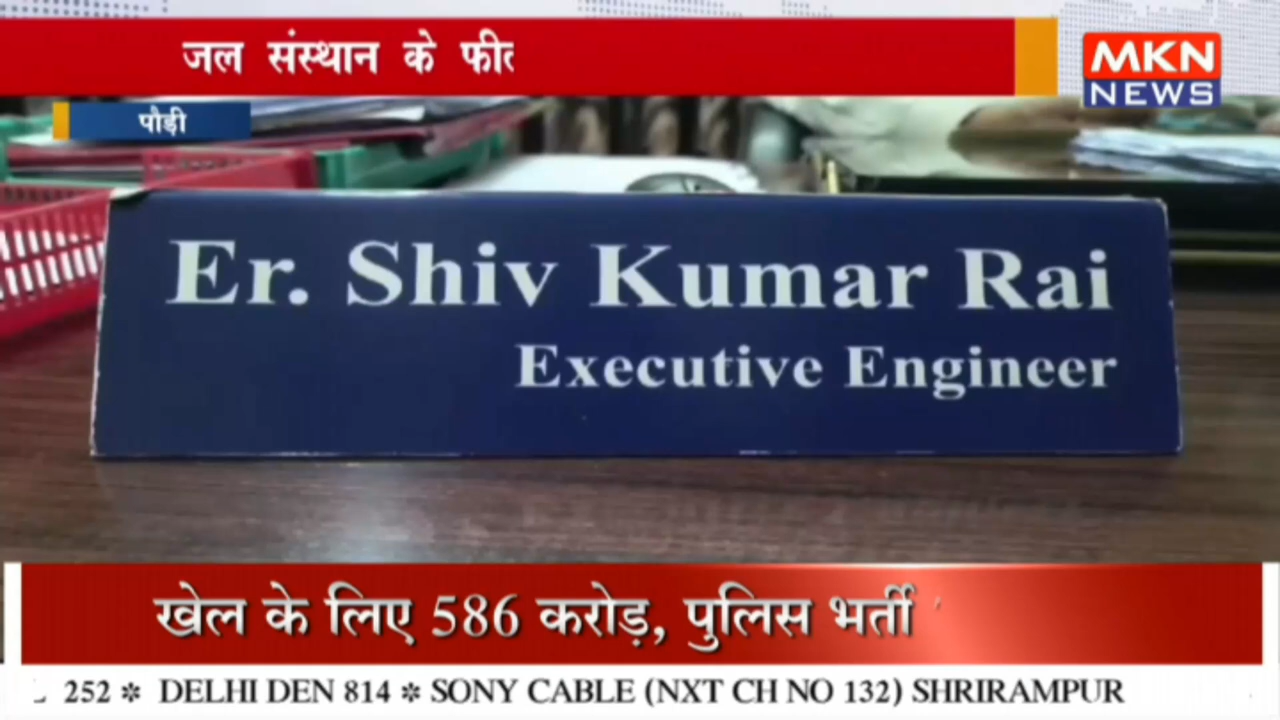 जल संस्थान के
MKN
NEWS
पौड़ी
Er. Shiv Kumar Rai
Executive Engineer
खेल के लिए 586 करोड़, पुलिस भर्ती
252 ✻ DELHI DEN 814 ✻ SONY CABLE (NXT CH NO 132) SHRIRAMPUR